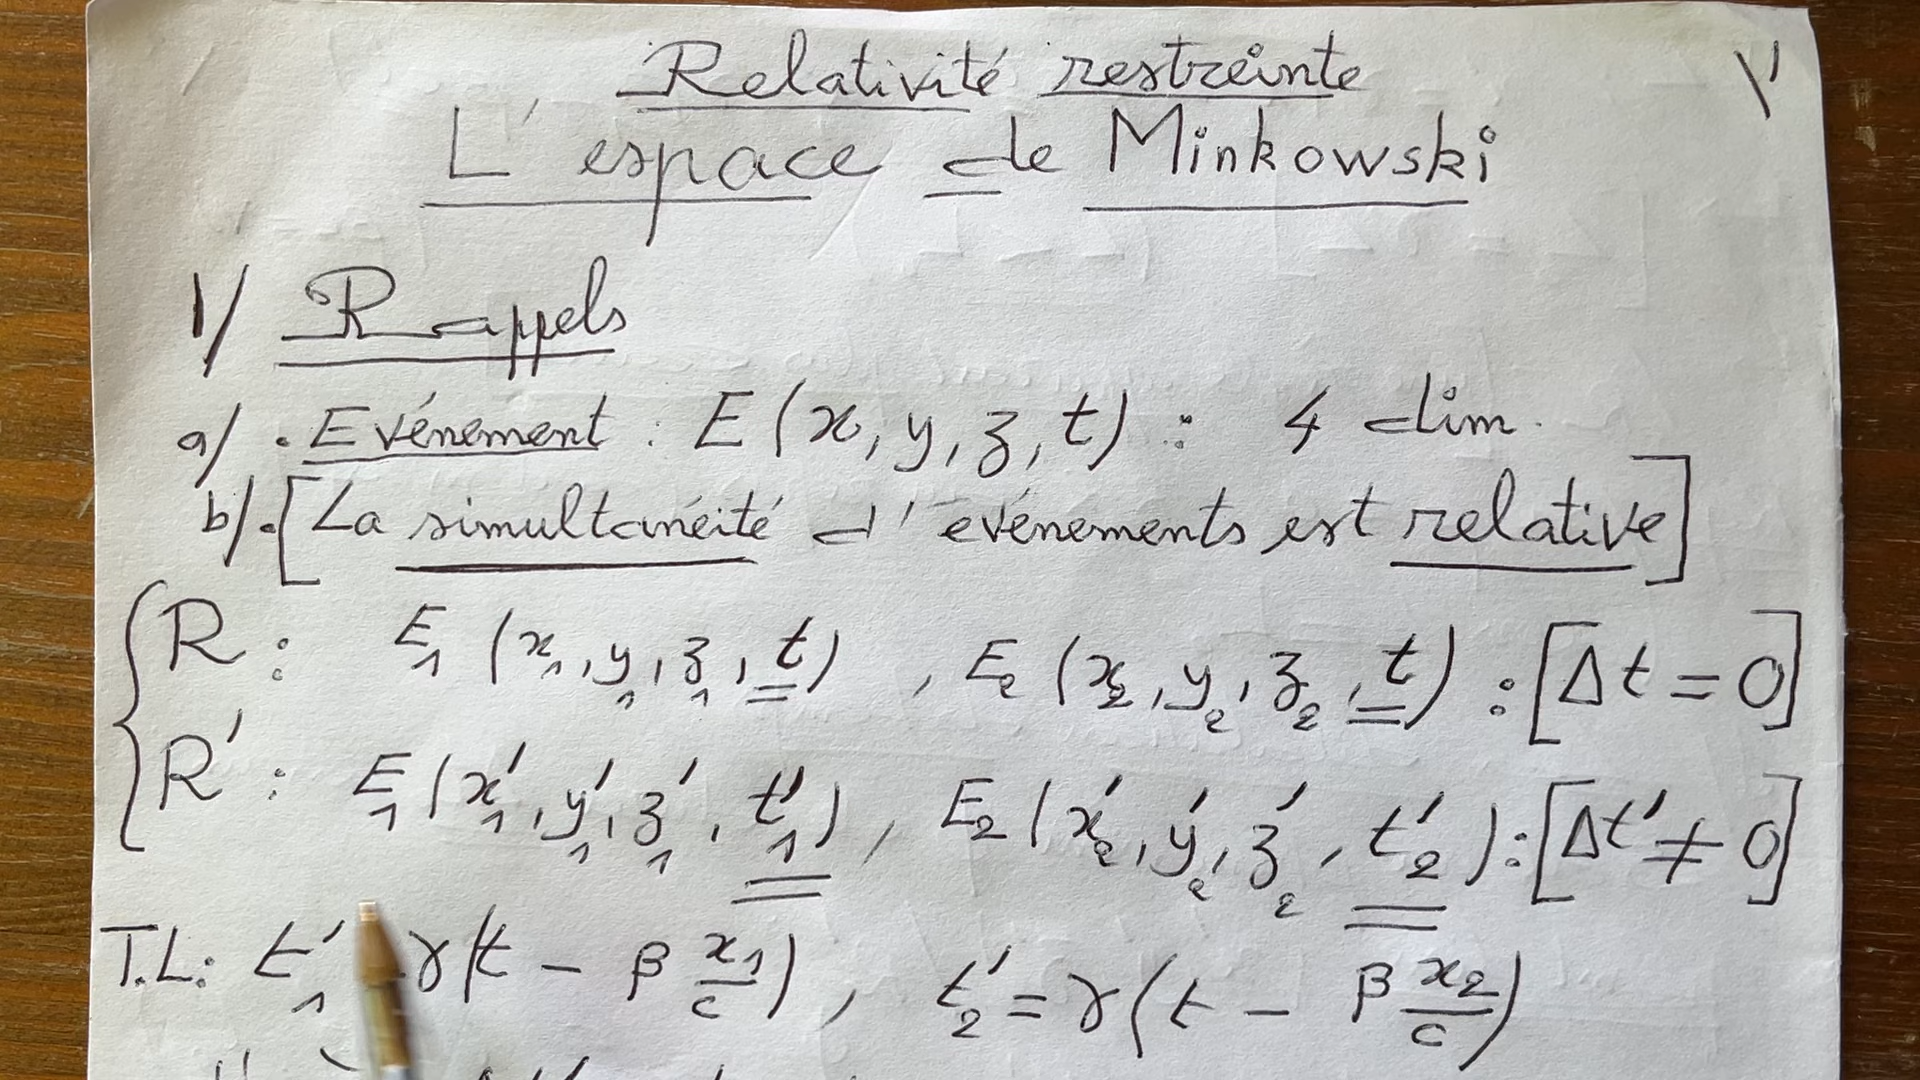 Relativité restreinte
L'espace de Minkowski
1/ Rappels
a/ . Evénement : E (x, y, z, t) : 4 dim.
b/ . [La simultanéité d'événements est relative]
R : E₁ (x₁, y₁, z₁, t) , E₂ (x₂, y₂, z₂, t) : [Δt = 0]
R' : E₁ (x'₁, y'₁, z'₁, t'₁) , E₂ (x'₂, y'₂, z'₂, t'₂) : [Δt' ≠ 0]
T.L: t'₁ γ(t - β x₁/c) , t'₂ = γ(t - β x₂/c)